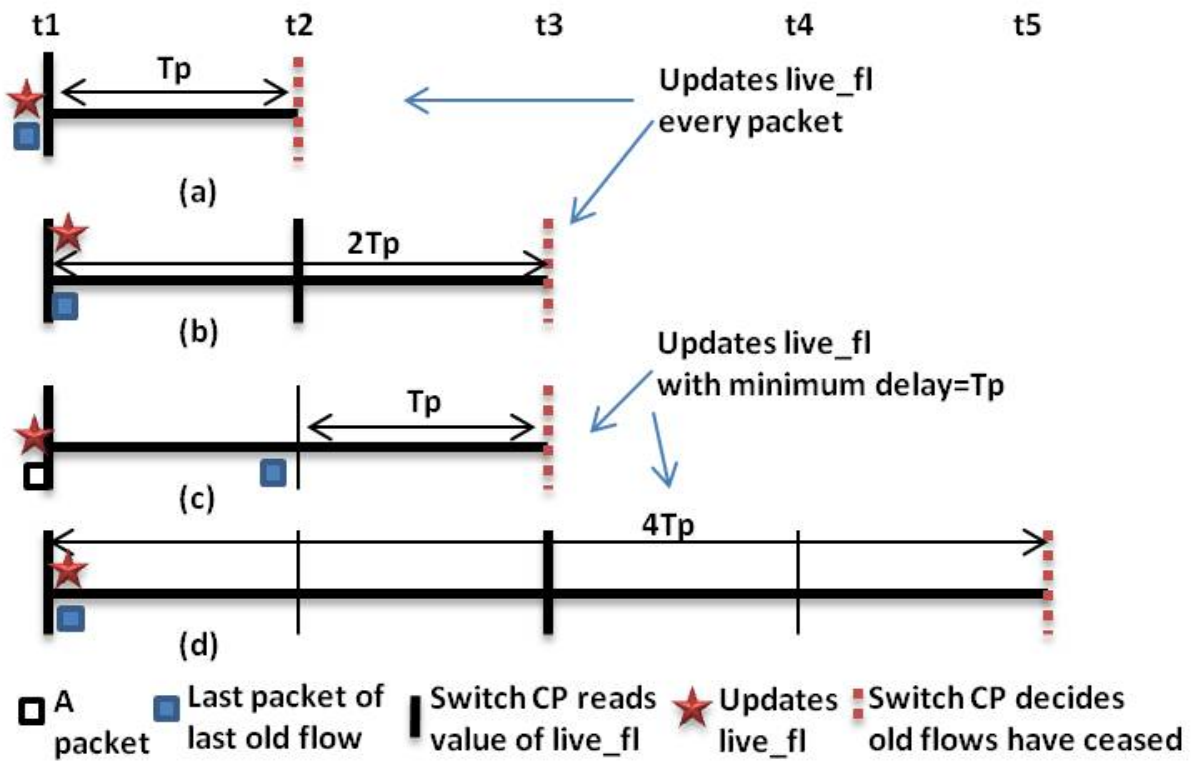 t1 t2 t3 t4 t5
Tp
Updates live_fl
every packet
(a)
2Tp
(b)
Updates live_fl
with minimum delay=Tp
Tp
(c)
4Tp
(d)
A
packet
Last packet of
last old flow
Switch CP reads
value of live_fl
Updates
live_fl
Switch CP decides
old flows have ceased